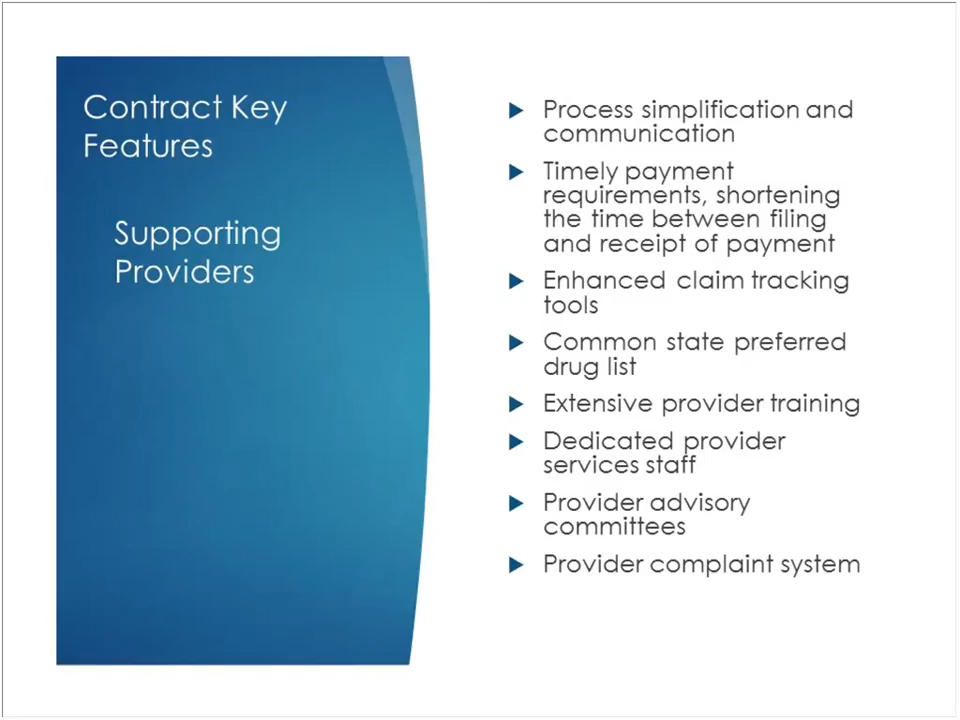 Contract Key
Features
Supporting
Providers
Process simplification and
communication
Timely payment
requirements, shortening
the time between filing
and receipt of payment
Enhanced claim tracking
tools
Common state preferred
drug list
Extensive provider training
Dedicated provider
services staff
Provider advisory
committees
Provider complaint system